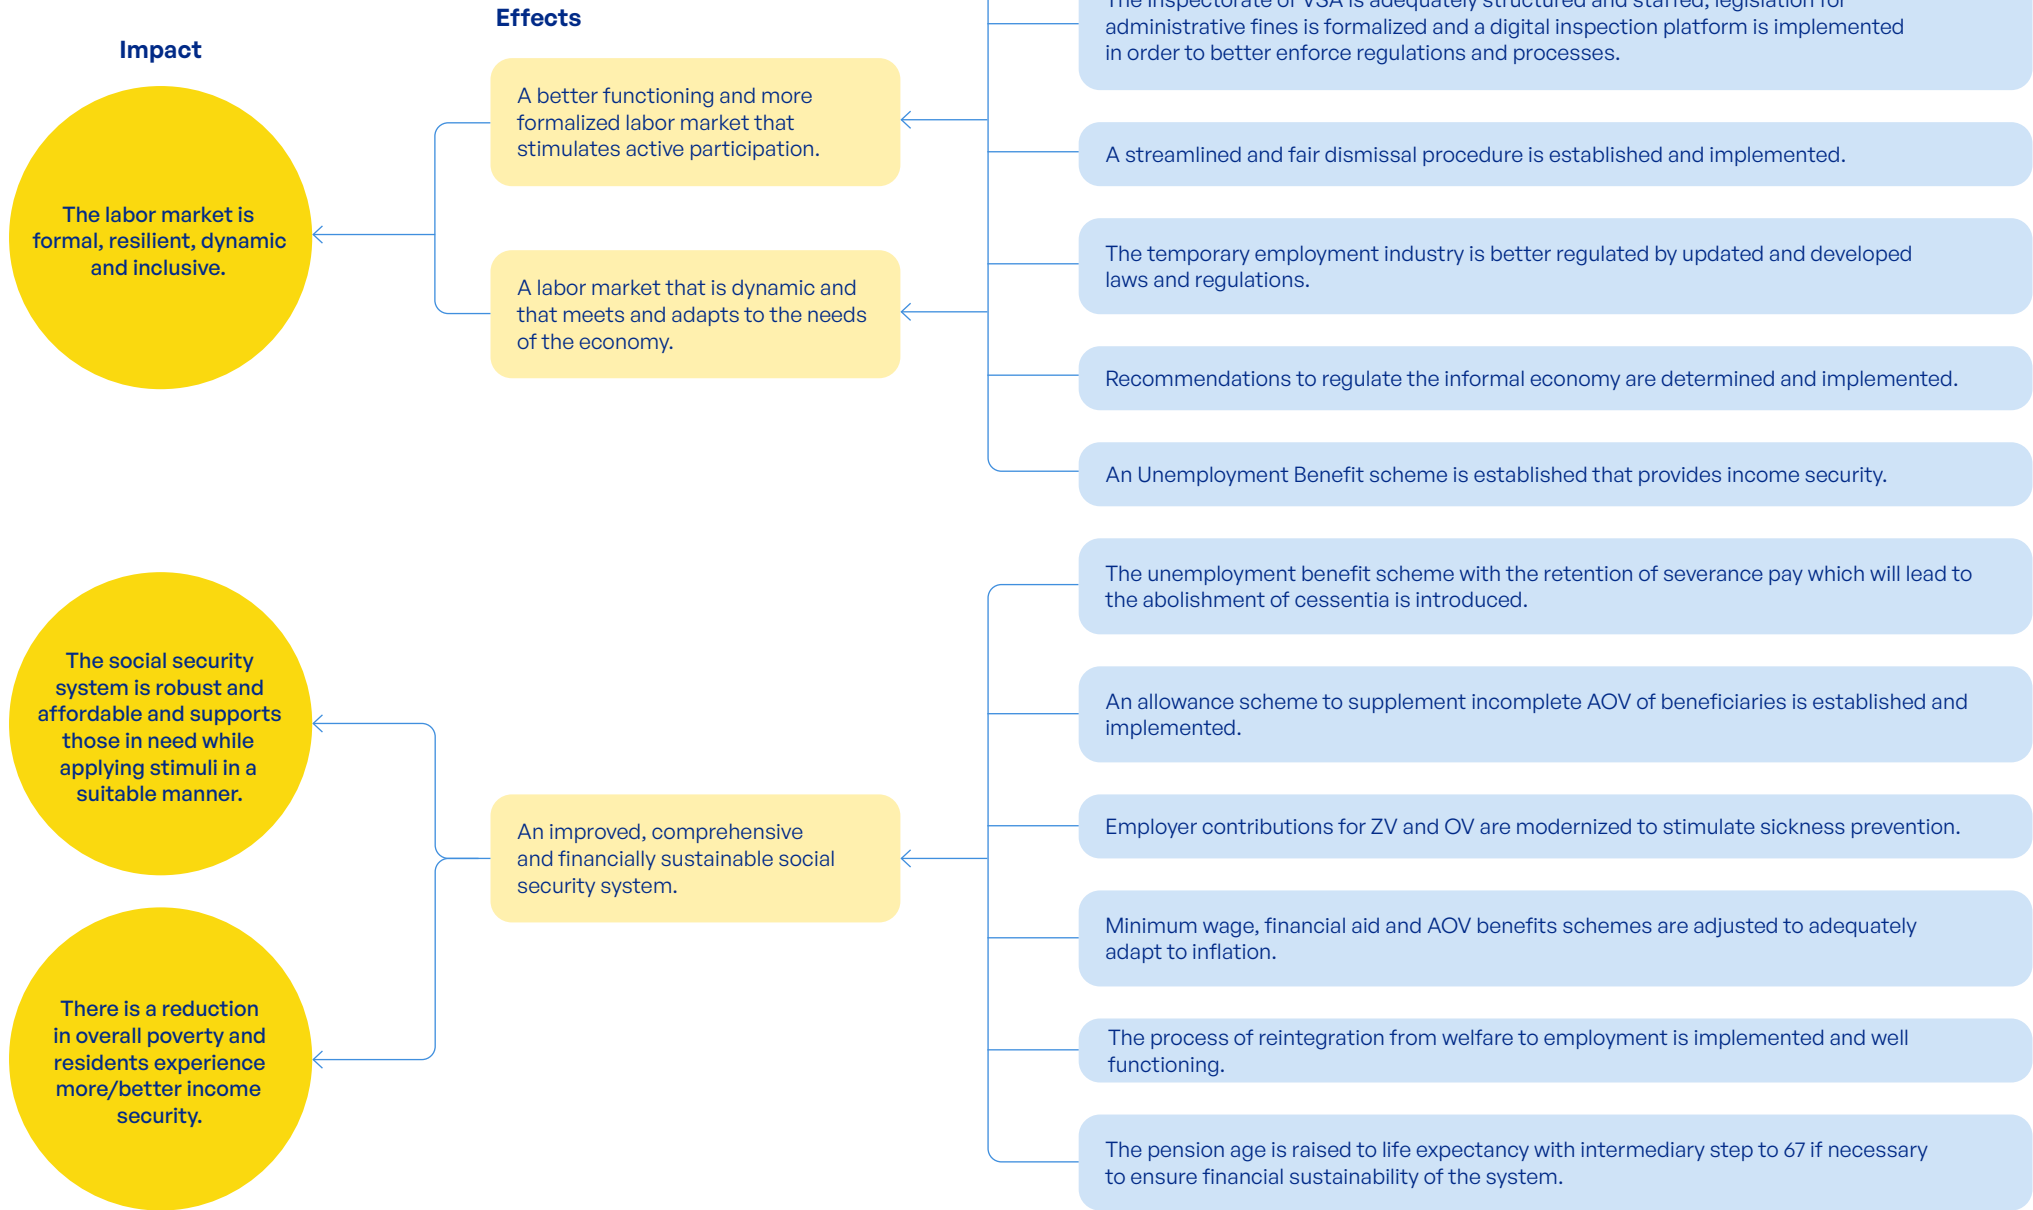 Impact
The labor market is
formal, resilient, dynamic
and inclusive.
The social security
system is robust and
affordable and supports
those in need while
applying stimuli in a
suitable manner.
There is a reduction
in overall poverty and
residents experience
more/better income
security.
Effects
A better functioning and more
formalized labor market that
stimulates active participation.
A labor market that is dynamic and
that meets and adapts to the needs
of the economy.
An improved, comprehensive
and financially sustainable social
security system.
The Inspectorate of VSA is adequately structured and staffed, legislation for
administrative fines is formalized and a digital inspection platform is implemented
in order to better enforce regulations and processes.
A streamlined and fair dismissal procedure is established and implemented.
The temporary employment industry is better regulated by updated and developed
laws and regulations.
Recommendations to regulate the informal economy are determined and implemented.
An Unemployment Benefit scheme is established that provides income security.
The unemployment benefit scheme with the retention of severance pay which will lead to
the abolishment of cessentia is introduced.
An allowance scheme to supplement incomplete AOV of beneficiaries is established and
implemented.
Employer contributions for ZV and OV are modernized to stimulate sickness prevention.
Minimum wage, financial aid and AOV benefits schemes are adjusted to adequately
adapt to inflation.
The process of reintegration from welfare to employment is implemented and well
functioning.
The pension age is raised to life expectancy with intermediary step to 67 if necessary
to ensure financial sustainability of the system.